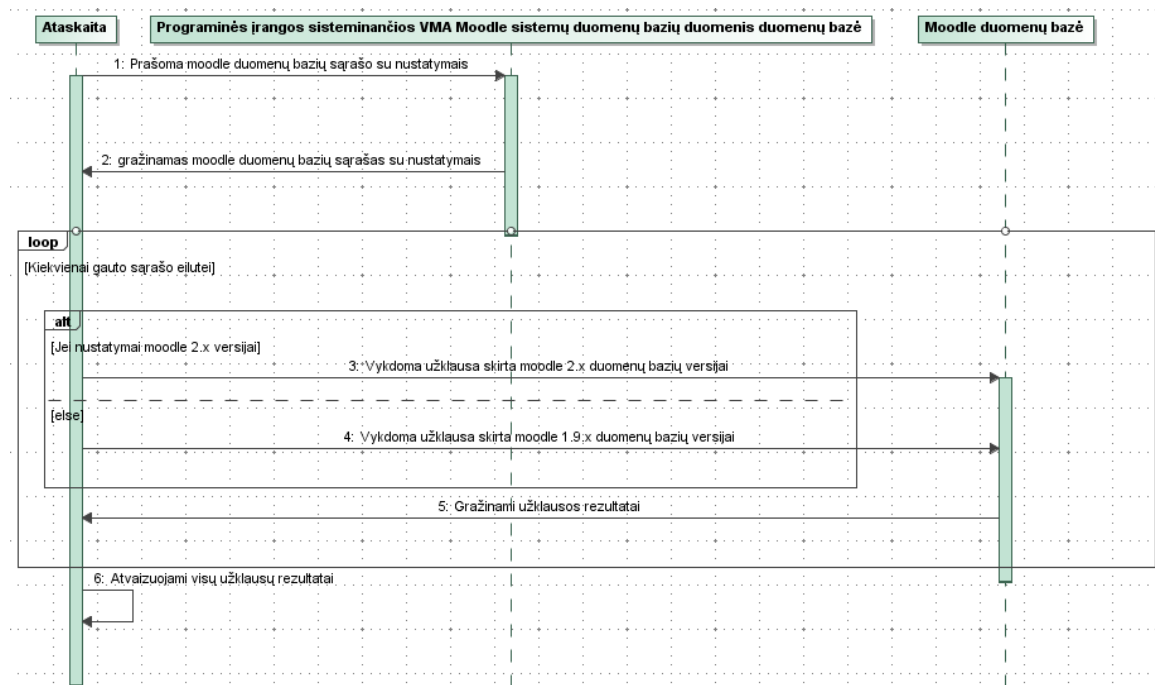 Ataskaita
Programinės įrangos sisteminančios VMA Moodle sistemų duomenų bazių duomenis duomenų bazė
Moodle duomenų bazė
1: Prašoma moodle duomenų bazių sąrašo su nustatymais
2: gražinamas moodle duomenų bazių sąrašas su nustatymais
loop
[Kiekvienai gauto sąrašo eilutei]
alt
[Jei nustatymai moodle 2.x versijai]
3: Vykdoma užklausa skirta moodle 2.x duomenų bazių versijai
[else]
4: Vykdoma užklausa skirta moodle 1.9.x duomenų bazių versijai
5: Gražinami užklausos rezultatai
6: Atvaizuojami visų užklausų rezultatai